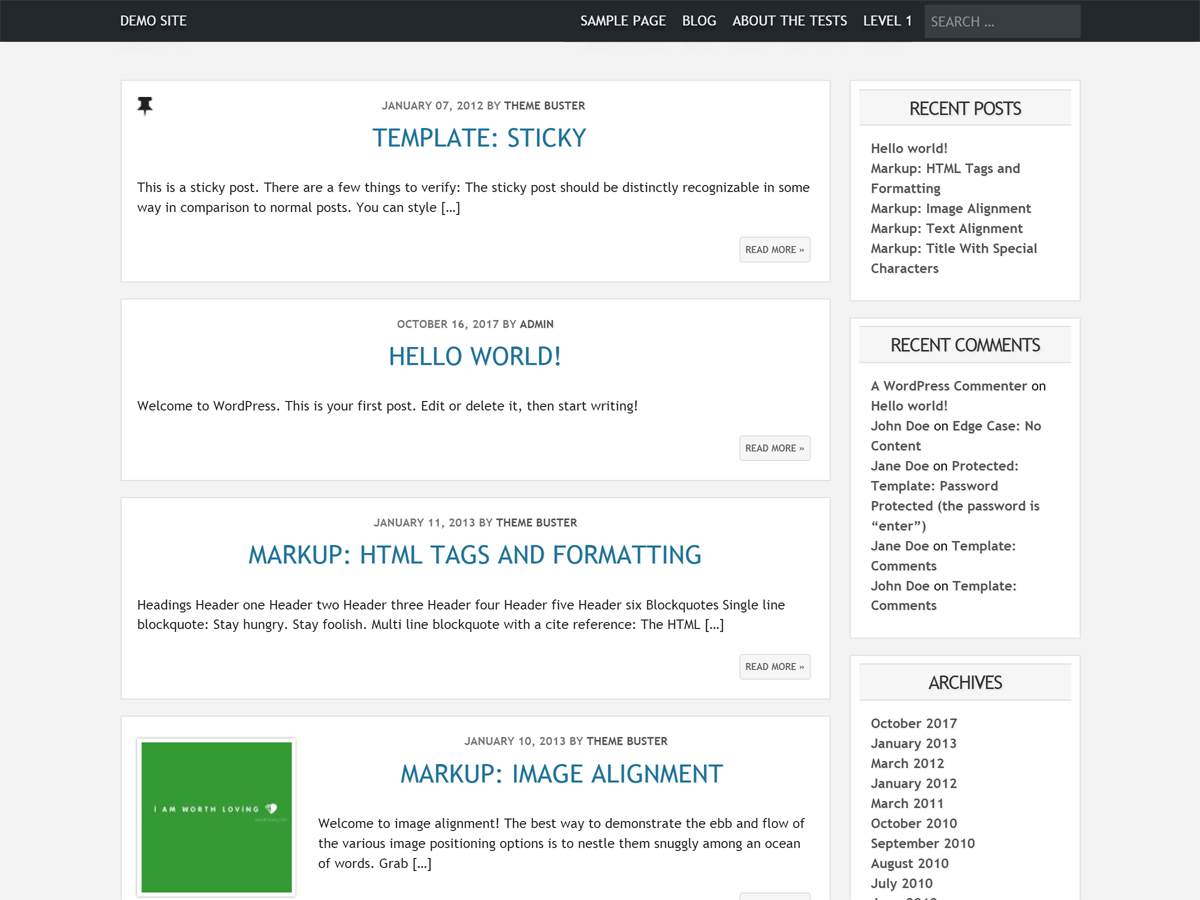 DEMO SITE
SAMPLE PAGE BLOG ABOUT THE TESTS LEVEL 1 SEARCH …
JANUARY 07, 2012 BY THEME BUSTER
TEMPLATE: STICKY
This is a sticky post. There are a few things to verify: The sticky post should be distinctly recognizable in some
way in comparison to normal posts. You can style […]
READ MORE »
OCTOBER 16, 2017 BY ADMIN
HELLO WORLD!
Welcome to WordPress. This is your first post. Edit or delete it, then start writing!
READ MORE »
JANUARY 11, 2013 BY THEME BUSTER
MARKUP: HTML TAGS AND FORMATTING
Headings Header one Header two Header three Header four Header five Header six Blockquotes Single line
blockquote: Stay hungry. Stay foolish. Multi line blockquote with a cite reference: The HTML […]
READ MORE »
I AM WORTH LOVING
JANUARY 10, 2013 BY THEME BUSTER
MARKUP: IMAGE ALIGNMENT
Welcome to image alignment! The best way to demonstrate the ebb and flow of
the various image positioning options is to nestle them snuggly among an ocean
of words. Grab […]
RECENT POSTS
Hello world!
Markup: HTML Tags and
Formatting
Markup: Image Alignment
Markup: Text Alignment
Markup: Title With Special
Characters
RECENT COMMENTS
A WordPress Commenter on
Hello world!
John Doe on Edge Case: No
Content
Jane Doe on Protected:
Template: Password
Protected (the password is
“enter”)
Jane Doe on Template:
Comments
John Doe on Template:
Comments
ARCHIVES
October 2017
January 2013
March 2012
January 2012
March 2011
October 2010
September 2010
August 2010
July 2010